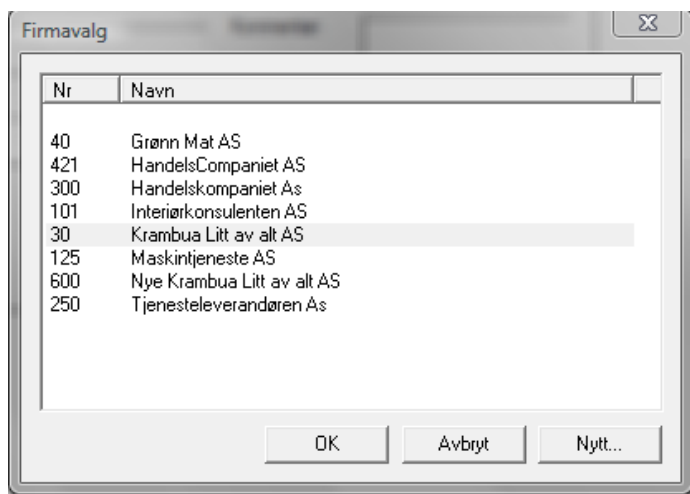 Firmavalg
Nr Navn
40 Grønn Mat AS
421 HandelsCompaniet AS
300 Handelskompaniet As
101 Interiørkonsulenten AS
30 Krambua Litt av alt AS
125 Maskintjeneste AS
600 Nye Krambua Litt av alt AS
250 Tjenesteleverandøren As
OK Avbryt Nytt...